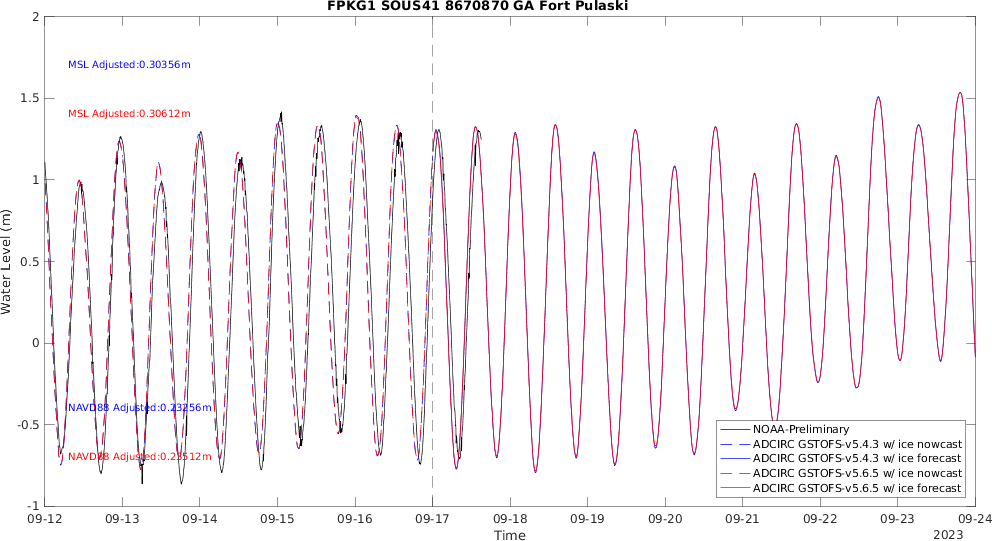 FPKG1 SOUS41 8670870 GA Fort Pulaski
2
1.5
1
0.5
0
-0.5
-1
Water Level (m)
MSL Adjusted:0.30356m
MSL Adjusted:0.30612m
NAVD88 Adjusted:0.23256m
NAVD88 Adjusted:0.23512m
NOAA-Preliminary
ADCIRC GSTOFS-v5.4.3 w/ ice nowcast
ADCIRC GSTOFS-v5.4.3 w/ ice forecast
ADCIRC GSTOFS-v5.6.5 w/ ice nowcast
ADCIRC GSTOFS-v5.6.5 w/ ice forecast
09-12 09-13 09-14 09-15 09-16 09-17 09-18 09-19 09-20 09-21 09-22 09-23 09-24
Time
2023